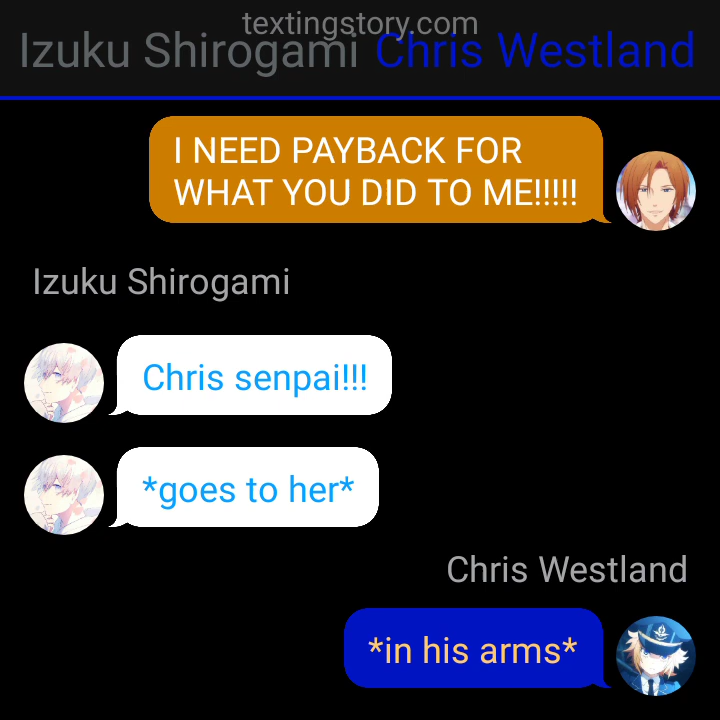 textingstory.com
Izuku Shirogami Chris Westland
I NEED PAYBACK FOR
WHAT YOU DID TO ME!!!!!
Izuku Shirogami
Chris senpai!!!
*goes to her*
Chris Westland
*in his arms*